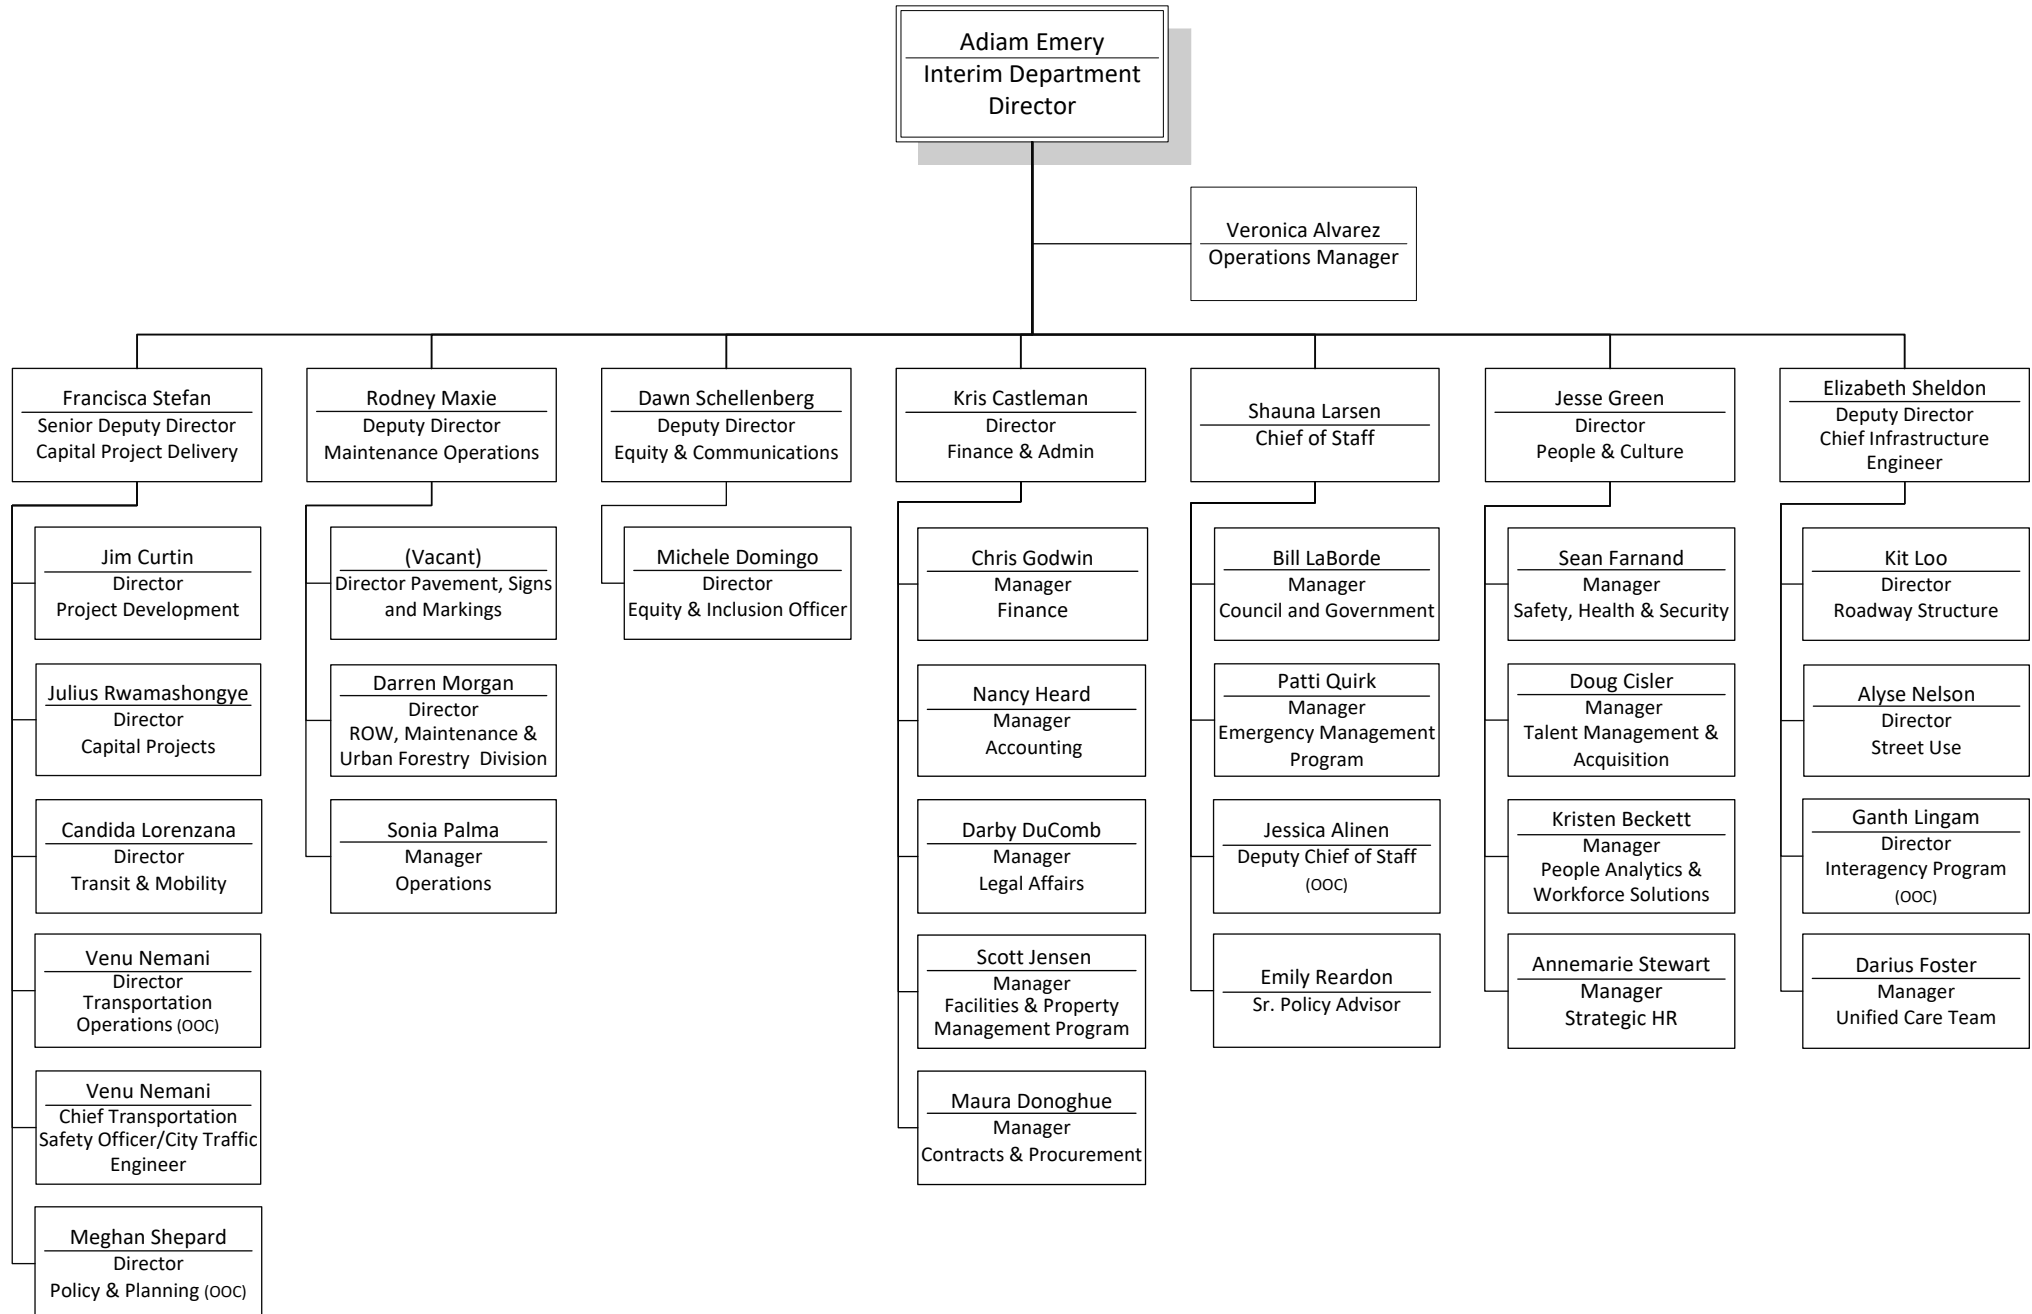 Adiam Emery
Interim Department
Director
Veronica Alvarez
Operations Manager
Francisca Stefan
Senior Deputy Director
Capital Project Delivery
Jim Curtin
Director
Project Development
Julius Rwamashongye
Director
Capital Projects
Candida Lorenzana
Director
Transit & Mobility
Venu Nemani
Director
Transportation
Operations (OOC)
Venu Nemani
Chief Transportation
Safety Officer/City Traffic
Engineer
Meghan Shepard
Director
Policy & Planning (OOC)
Rodney Maxie
Deputy Director
Maintenance Operations
(Vacant)
Director Pavement, Signs
and Markings
Darren Morgan
Director
ROW, Maintenance &
Urban Forestry Division
Sonia Palma
Manager
Operations
Dawn Schellenberg
Deputy Director
Equity & Communications
Michele Domingo
Director
Equity & Inclusion Officer
Kris Castleman
Director
Finance & Admin
Chris Godwin
Manager
Finance
Nancy Heard
Manager
Accounting
Darby DuComb
Manager
Legal Affairs
Scott Jensen
Manager
Facilities & Property
Management Program
Maura Donoghue
Manager
Contracts & Procurement
Shauna Larsen
Chief of Staff
Bill LaBorde
Manager
Council and Government
Patti Quirk
Manager
Emergency Management
Program
Jessica Alinen
Deputy Chief of Staff
(OOC)
Emily Reardon
Sr. Policy Advisor
Jesse Green
Director
People & Culture
Sean Farnand
Manager
Safety, Health & Security
Doug Cisler
Manager
Talent Management &
Acquisition
Kristen Beckett
Manager
People Analytics &
Workforce Solutions
Annemarie Stewart
Manager
Strategic HR
Elizabeth Sheldon
Deputy Director
Chief Infrastructure
Engineer
Kit Loo
Director
Roadway Structure
Alyse Nelson
Director
Street Use
Ganth Lingam
Director
Interagency Program
(OOC)
Darius Foster
Manager
Unified Care Team